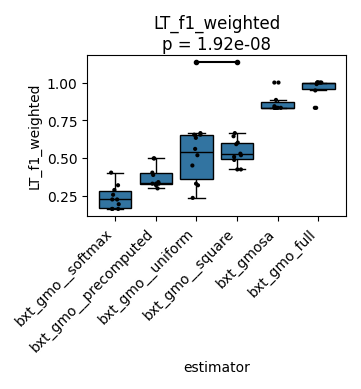 LT_f1_weighted
p = 1.92e-08
LT_f1_weighted
1.00
0.75
0.50
0.25
bxt_gmo__softmax
bxt_gmo__precomputed
bxt_gmo__uniform
bxt_gmo__square
bxt_gmosa
bxt_gmo_full
estimator